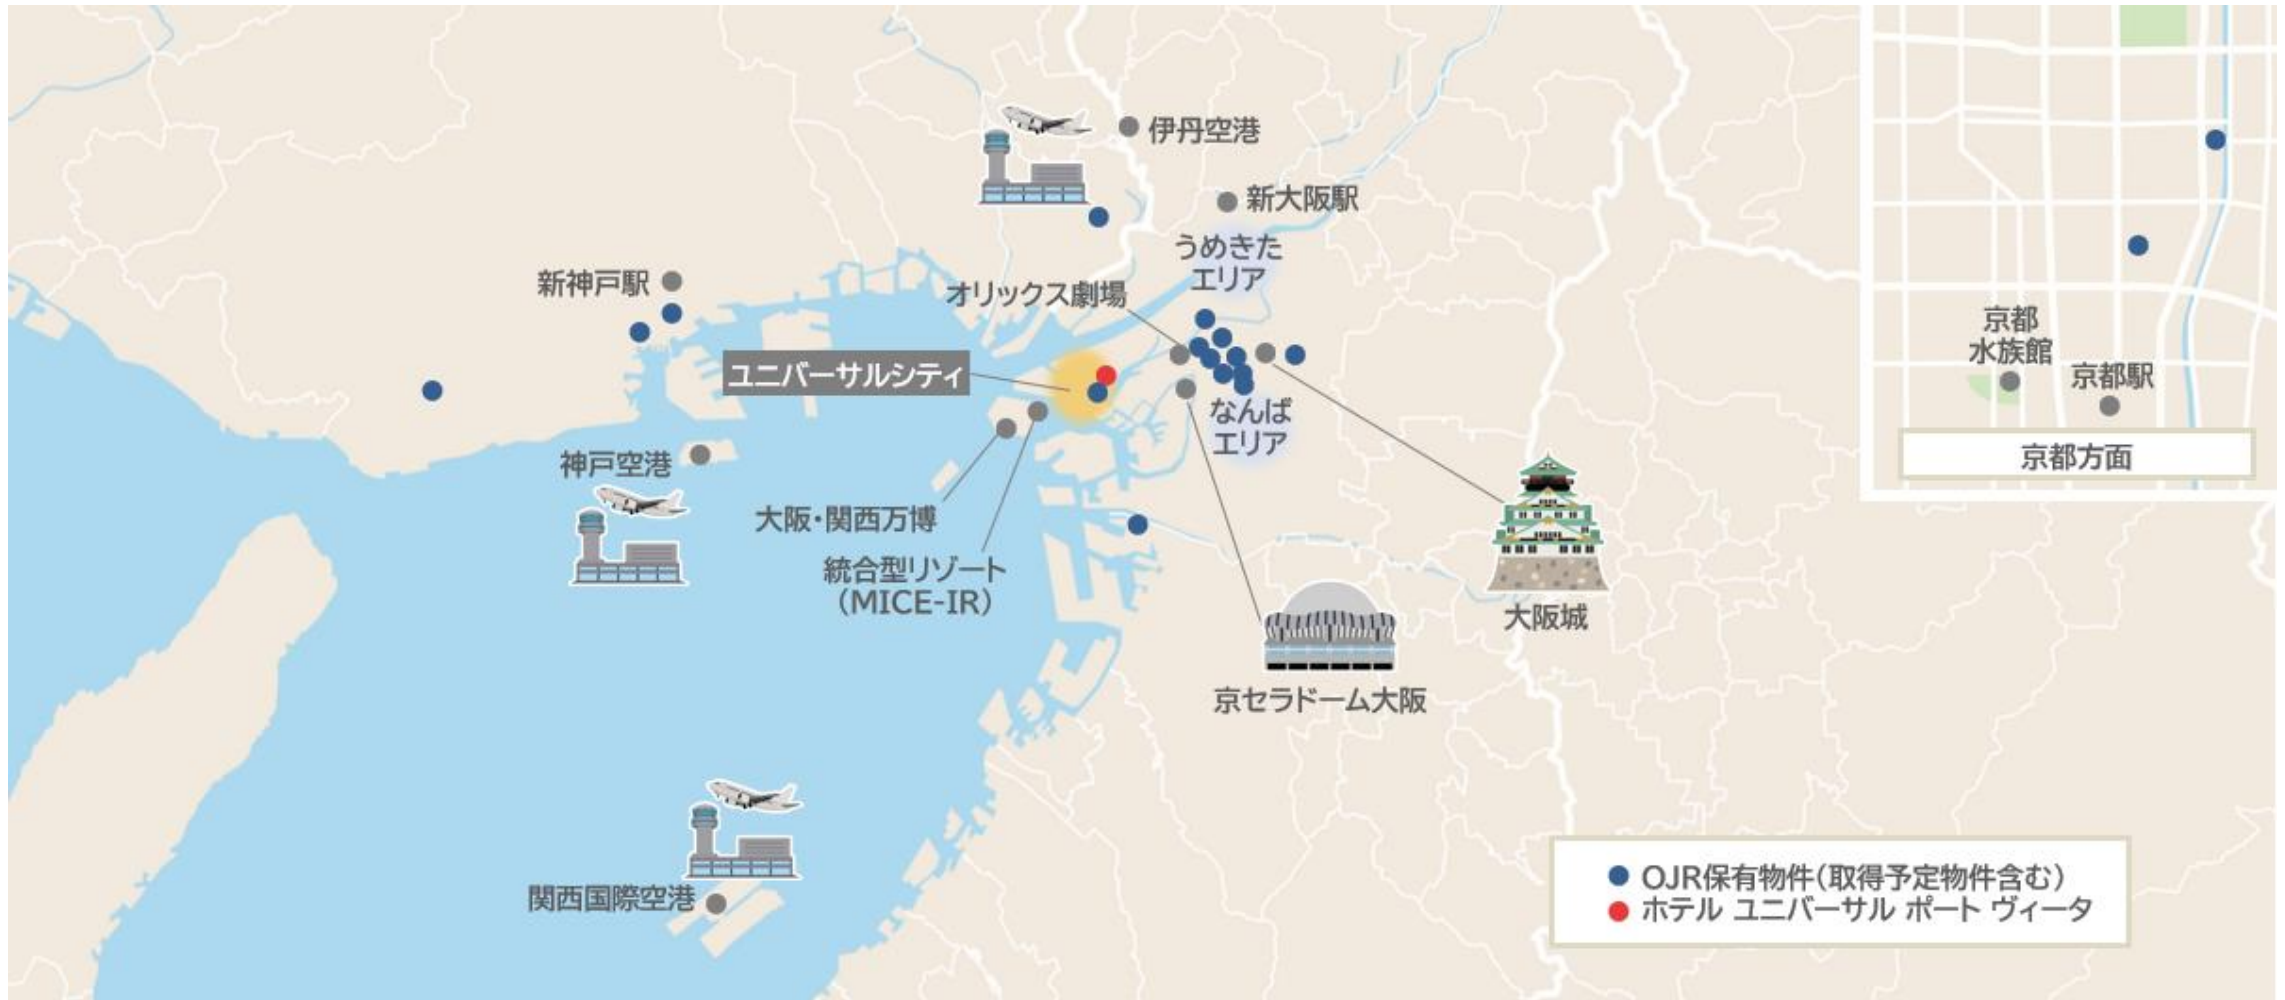 伊丹空港
新大阪駅
うめきた
エリア
新神戸駅
オリックス劇場
ユニバーサルシティ
なんば
エリア
神戸空港
大阪・関西万博
統合型リゾート
（MICE-IR）
大阪城
京セラドーム大阪
関西国際空港
京都
水族館
京都駅
京都方面
OJR保有物件（取得予定物件含む）
ホテル ユニバーサル ポート ヴィータ